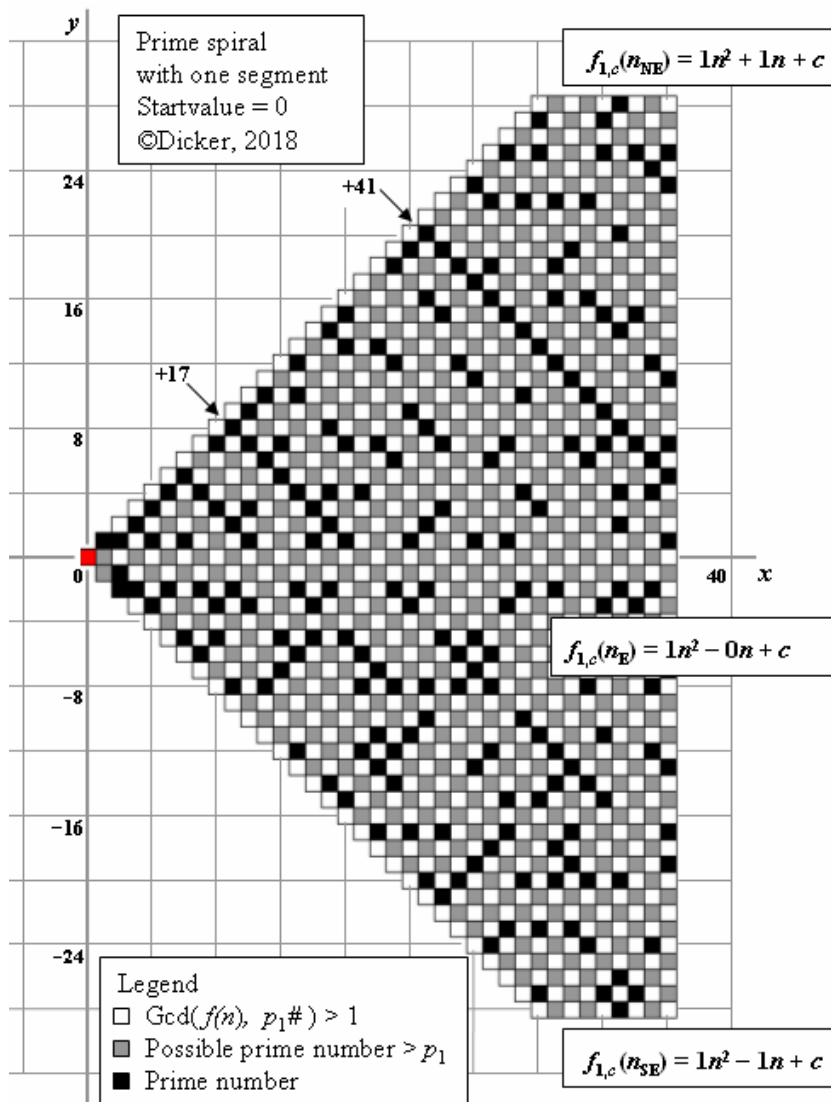 y
Prime spiral
with one segment
Startvalue = 0
©Dicker, 2018
f₁,c(nNE) = 1n² + 1n + c
24
+41
16
+17
8
0
40
x
f₁,c(nE) = 1n² − 0n + c
−8
−16
−24
Legend
Gcd(f(n), p₁#) > 1
Possible prime number > p₁
Prime number
f₁,c(nSE) = 1n² − 1n + c